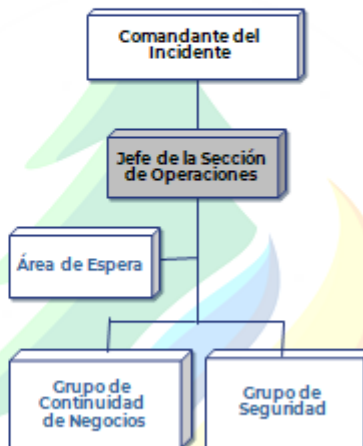 Comandante del
Incidente
Jefe de la Sección
de Operaciones
Área de Espera
Grupo de
Continuidad
de Negocios
Grupo de
Seguridad